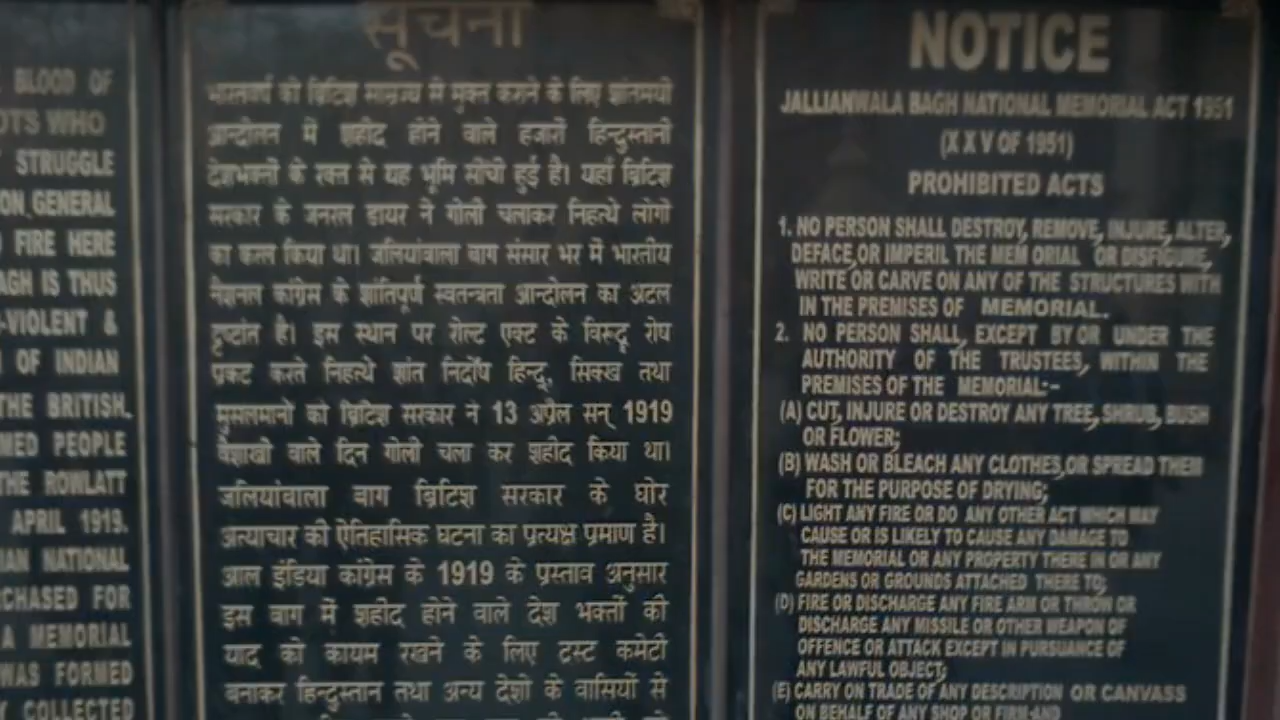 BLOOD OF
WHO
STRUGGLE
GENERAL
FIRE HERE
IS THUS
VIOLENT &
OF INDIAN
THE BRITISH.
PEOPLE
THE ROWLATT
APRIL 1919.
NATIONAL
FOR
A MEMORIAL
WAS FORMED
COLLECTED
सूचना
भारतवर्ष को ब्रिटिश साम्राज्य से मुक्त कराने के लिए शांतमयी
आन्दोलन में शहीद होने वाले हजारों हिन्दुस्तानी
देशभक्तों के रक्त से यह भूमि सींची हुई है। यहाँ ब्रिटिश
सरकार के जनरल डायर ने गोली चलाकर निहत्थे लोगों
का कत्ल किया था। जलियांवाला बाग संसार भर में भारतीय
नैशनल कांग्रेस के शांतिपूर्ण स्वतन्त्रता आन्दोलन का अटल
दृष्टांत है। इस स्थान पर रोल्ट एक्ट के विरूद्ध रोष
प्रकट करते निहत्थे शांत निर्दोष हिन्दू, सिक्ख तथा
मुसलमानों को ब्रिटिश सरकार ने 13 अप्रैल सन् 1919
वैशाखी वाले दिन गोली चला कर शहीद किया था।
जलियांवाला बाग ब्रिटिश सरकार के घोर
अत्याचार की ऐतिहासिक घटना का प्रत्यक्ष प्रमाण है।
आल इंडिया कांग्रेस के 1919 के प्रस्ताव अनुसार
इस बाग में शहीद होने वाले देश भक्तों की
याद को कायम रखने के लिए ट्रस्ट कमेटी
बनाकर हिन्दुस्तान तथा अन्य देशों के वासियों से
NOTICE
JALLIANWALA BAGH NATIONAL MEMORIAL ACT 1951
(X X V OF 1951)
PROHIBITED ACTS
1. NO PERSON SHALL DESTROY, REMOVE, INJURE, ALTER,
DEFACE,OR IMPERIL THE MEMORIAL OR DISFIGURE,
WRITE OR CARVE ON ANY OF THE STRUCTURES WITH
IN THE PREMISES OF MEMORIAL.
2. NO PERSON SHALL, EXCEPT BY OR UNDER THE
AUTHORITY OF THE TRUSTEES, WITHIN THE
PREMISES OF THE MEMORIAL:-
(A) CUT, INJURE OR DESTROY ANY TREE, SHRUB, BUSH
OR FLOWER;
(B) WASH OR BLEACH ANY CLOTHES,OR SPREAD THEM
FOR THE PURPOSE OF DRYING;
(C) LIGHT ANY FIRE OR DO ANY OTHER ACT WHICH MAY
CAUSE OR IS LIKELY TO CAUSE ANY DAMAGE TO
THE MEMORIAL OR ANY PROPERTY THERE IN OR ANY
GARDENS OR GROUNDS ATTACHED THERE TO;
(D) FIRE OR DISCHARGE ANY FIRE ARM OR THROW OR
DISCHARGE ANY MISSILE OR OTHER WEAPON OF
OFFENCE OR ATTACK EXCEPT IN PURSUANCE OF
ANY LAWFUL OBJECT;
(E) CARRY ON TRADE OF ANY DESCRIPTION OR CANVASS
ON BEHALF OF ANY SHOP OR FIRM AND